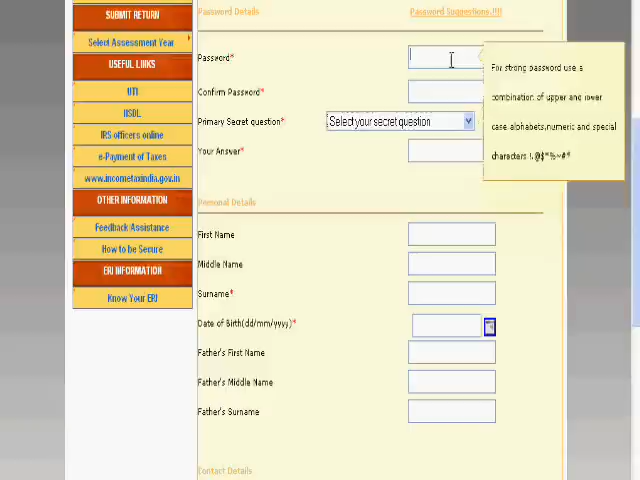 SUBMIT RETURN
Select Assessment Year
USEFUL LINKS
UTI
NSDL
IRS officers online
e-Payment of Taxes
www.incometaxindia.gov.in
OTHER INFORMATION
Feedback/Assistance
How to be Secure
ERI INFORMATION
Know Your ERI
Password Details
Password Suggestions.!!!!
Password*
Confirm Password*
Primary Secret question*
Select your secret question
Your Answer*
For strong password use a
combination of upper and lower
case alphabets,numeric and special
characters
Personal Details
First Name
Middle Name
Surname*
Date of Birth(dd/mm/yyyy)*
Father's First Name
Father's Middle Name
Father's Surname
Contact Details